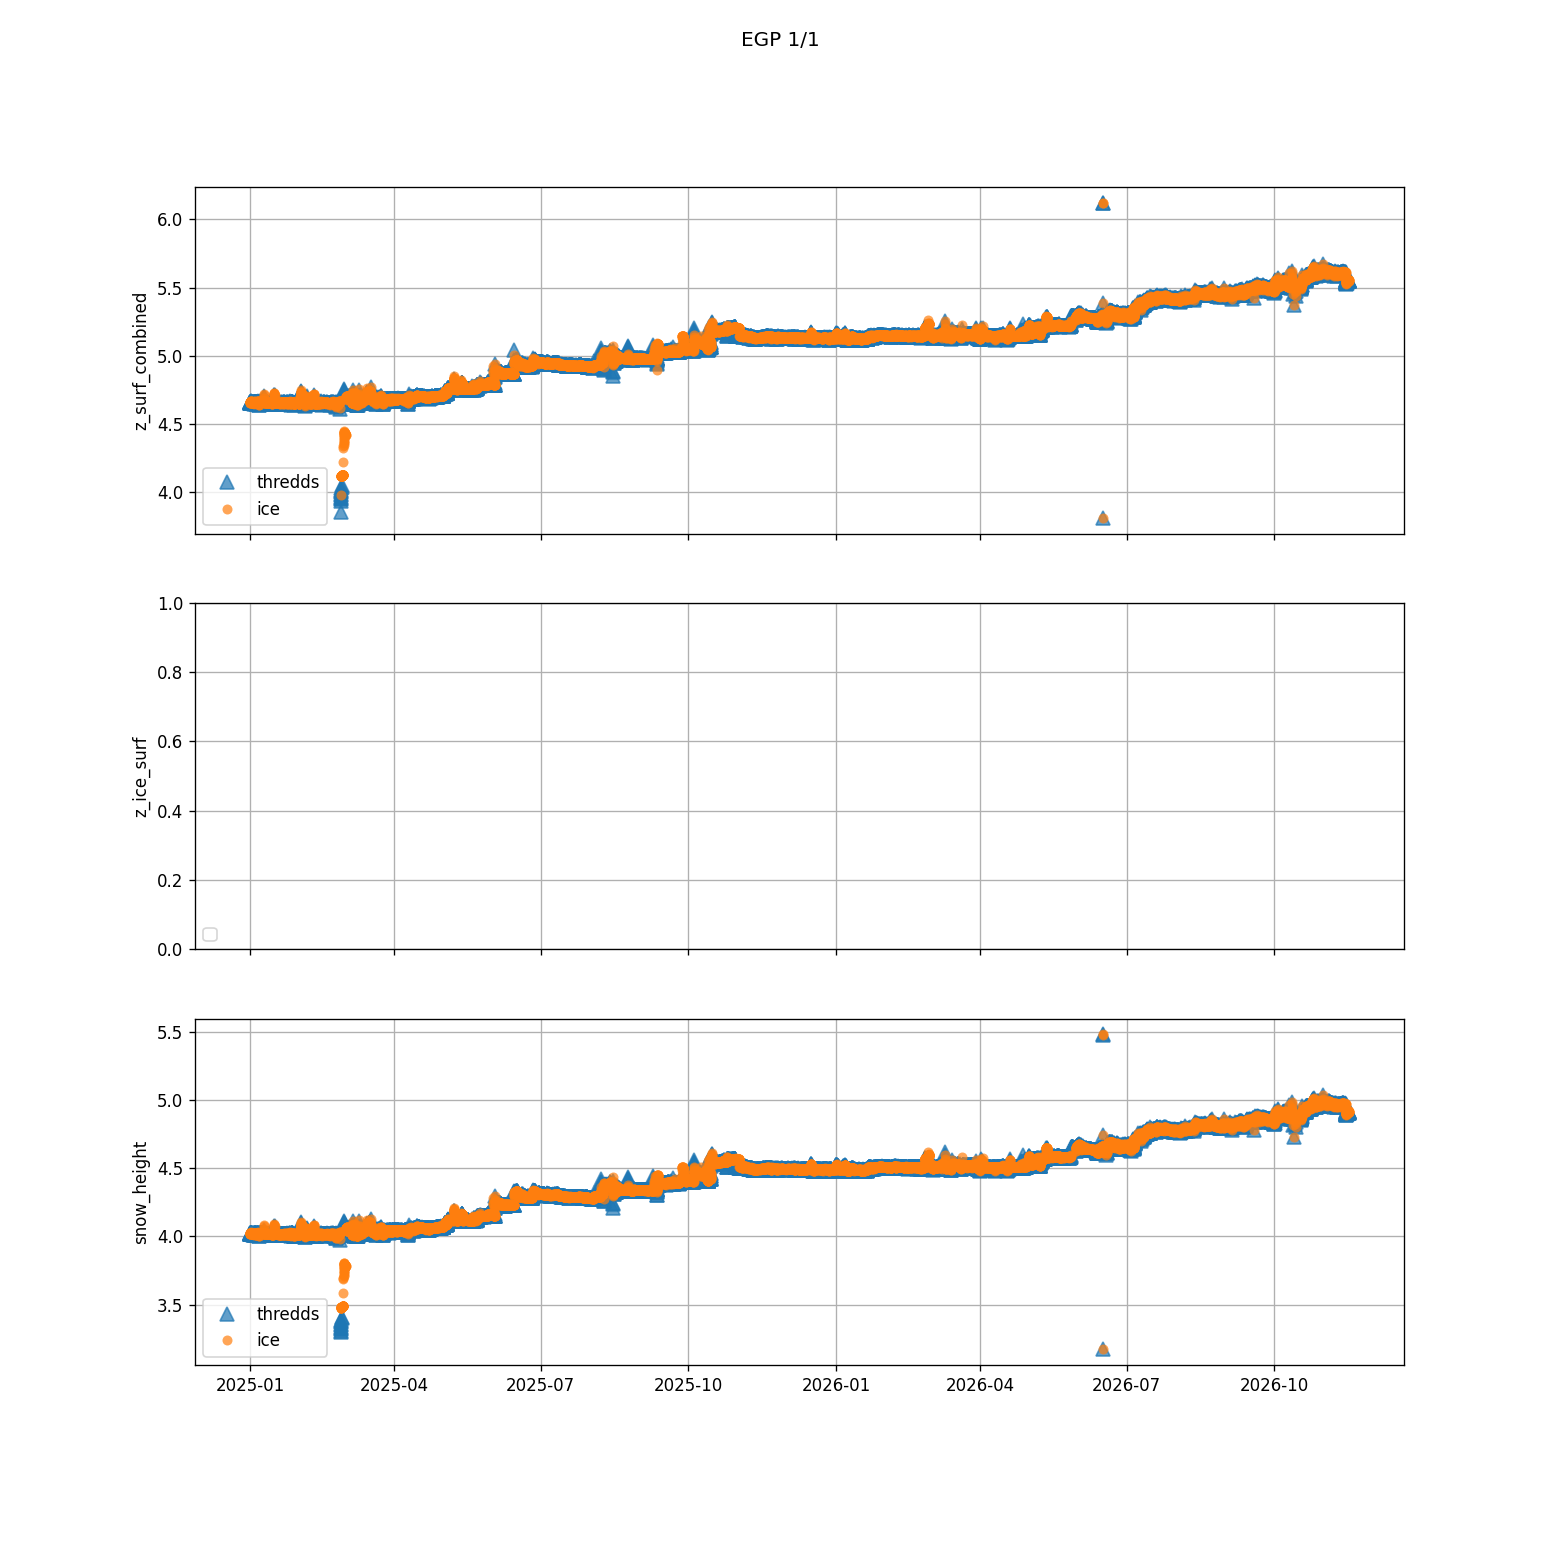 EGP 1/1
z_surf_combined
6.0
5.5
5.0
4.5
4.0
thredds
ice
z_ice_surf
1.0
0.8
0.6
0.4
0.2
0.0
snow_height
5.5
5.0
4.5
4.0
3.5
thredds
ice
2025-01 2025-04 2025-07 2025-10 2026-01 2026-04 2026-07 2026-10